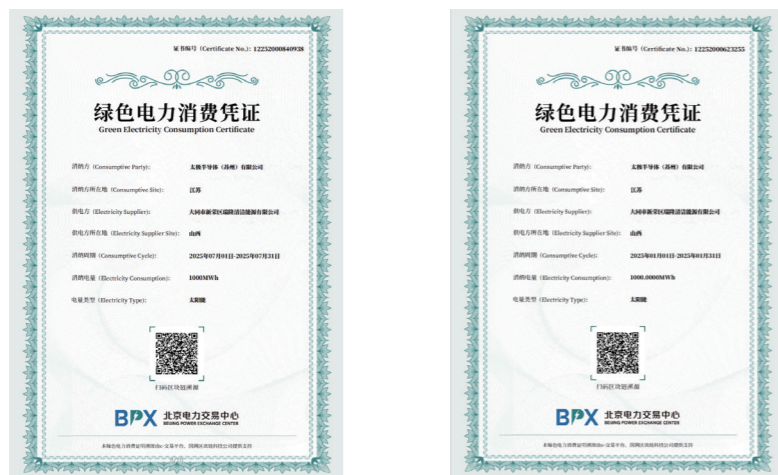 证书编号（Certificate No.）：12252000840938
绿色电力消费凭证
Green Electricity Consumption Certificate
消纳方（Consumptive Party）： 太极半导体（苏州）有限公司
消纳方所在地（Consumptive Site）： 江苏
供电方（Electricity Supplier）： 大同市新荣区瑞隆清洁能源有限公司
供电方所在地（Electricity Supplier Site）： 山西
消纳周期（Consumptive Cycle）： 2025年07月01日-2025年07月31日
消纳电量（Electricity Consumption）： 1000MWh
电量类型（Electricity Type）： 太阳能
扫码区块链溯源
BPX 北京电力交易中心
BEIJING POWER EXCHANGE CENTER
证书编号（Certificate No.）：12252000623255
绿色电力消费凭证
Green Electricity Consumption Certificate
消纳方（Consumptive Party）： 太极半导体（苏州）有限公司
消纳方所在地（Consumptive Site）： 江苏
供电方（Electricity Supplier）： 大同市新荣区瑞隆清洁能源有限公司
供电方所在地（Electricity Supplier Site）： 山西
消纳周期（Consumptive Cycle）： 2025年01月01日-2025年01月31日
消纳电量（Electricity Consumption）： 1000.0000MWh
电量类型（Electricity Type）： 太阳能
扫码区块链溯源
BPX 北京电力交易中心
BEIJING POWER EXCHANGE CENTER